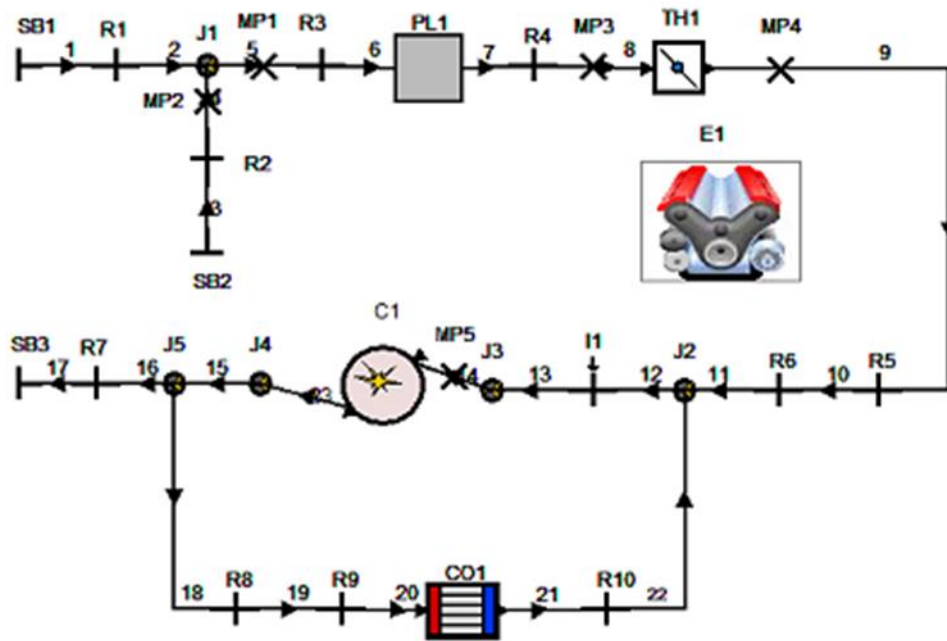 SB1 R1 J1 MP1 R3 PL1 R4 MP3 TH1 MP4
1 2 5 6 7 8 9
MP2
R2
3
SB2
E1
C1
SB3 R7 J5 J4 MP5 J3 I1 J2 R6 R5
17 16 15 23 13 12 11 10
R8 R9 CO1 R10
18 19 20 21 22